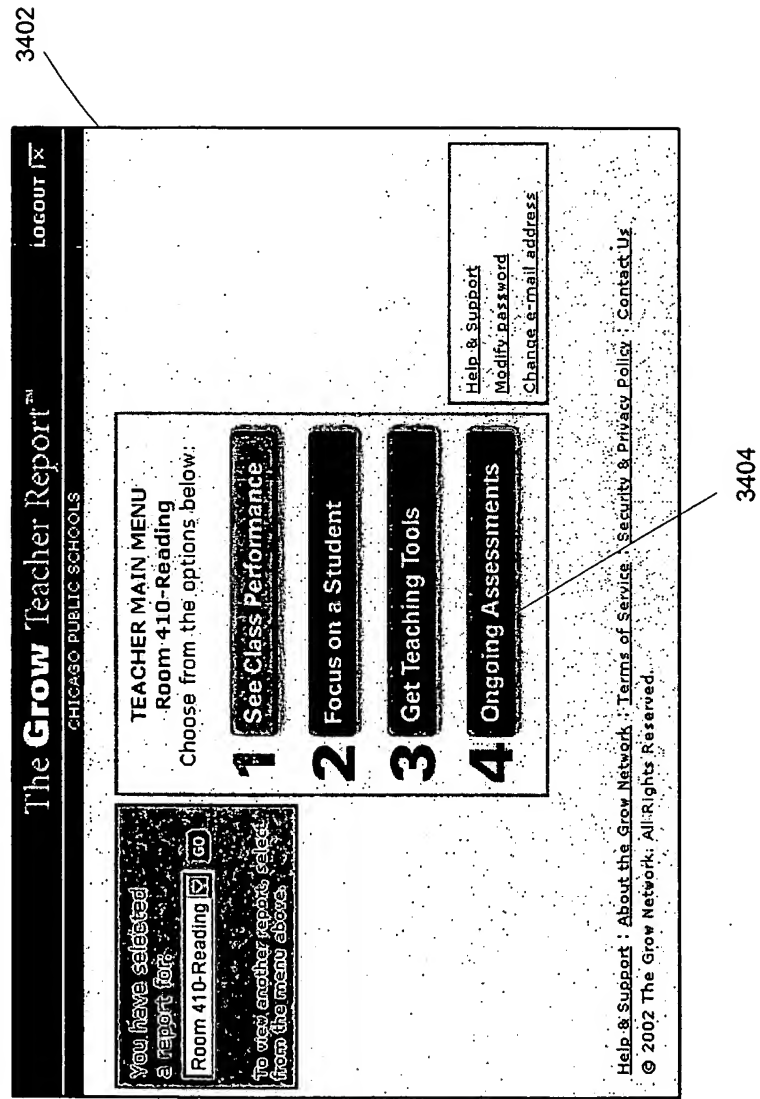 3402
The Grow Teacher Report™
LOGOUT X
CHICAGO PUBLIC SCHOOLS
You have selected
a report for:
Room 410-Reading GO
To view another report, select
from the menu above.
TEACHER MAIN MENU
Room 410-Reading
Choose from the options below:
1 See Class Performance
2 Focus on a Student
3 Get Teaching Tools
4 Ongoing Assessments
3404
Help & Support
Modify password
Change e-mail address
Help & Support : About the Grow Network : Terms of Service : Security & Privacy Policy : Contact Us
© 2002 The Grow Network. All Rights Reserved.